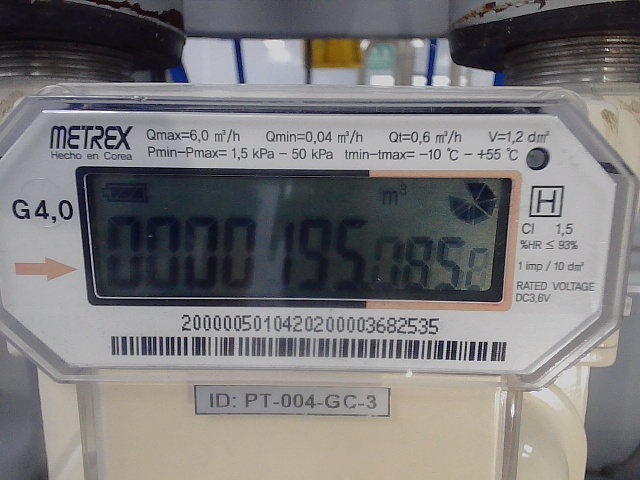 METREX
Hecho en Corea
Qmax=6,0 m³/h Qmin=0,04 m³/h Qt=0,6 m³/h V=1,2 dm³
Pmin-Pmax= 1,5 kPa - 50 kPa tmin-tmax= -10 °C - +55 °C
G4,0
m³
0000195
H
Cl 1,5
%HR ≤ 93%
1 imp / 10 dm³
RATED VOLTAGE
DC3,6V
2000005010420200003682535
ID: PT-004-GC-3